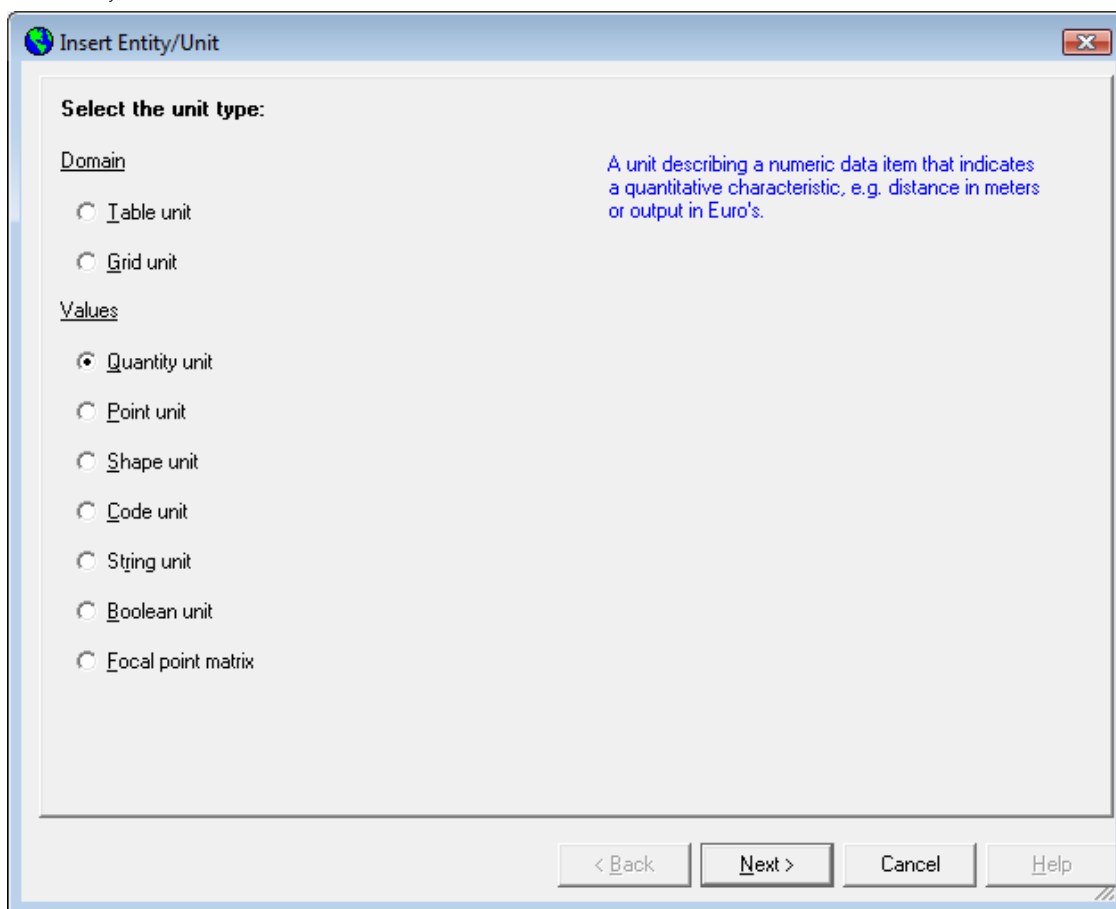 Insert Entity/Unit
Select the unit type:
Domain
Table unit
Grid unit
A unit describing a numeric data item that indicates
a quantitative characteristic, e.g. distance in meters
or output in Euro's.
Values
Quantity unit
Point unit
Shape unit
Code unit
String unit
Boolean unit
Focal point matrix
< Back
Next >
Cancel
Help